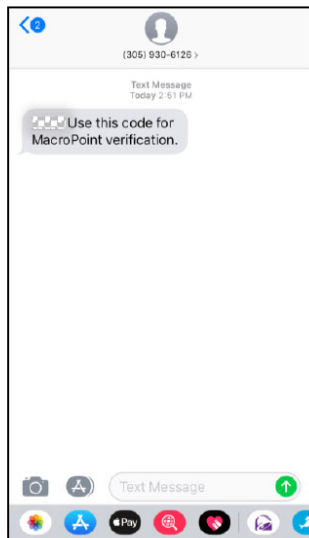 2
(305) 930-6126 >
Text Message
Today 2:51 PM
Use this code for
MacroPoint verification.
Text Message
Pay